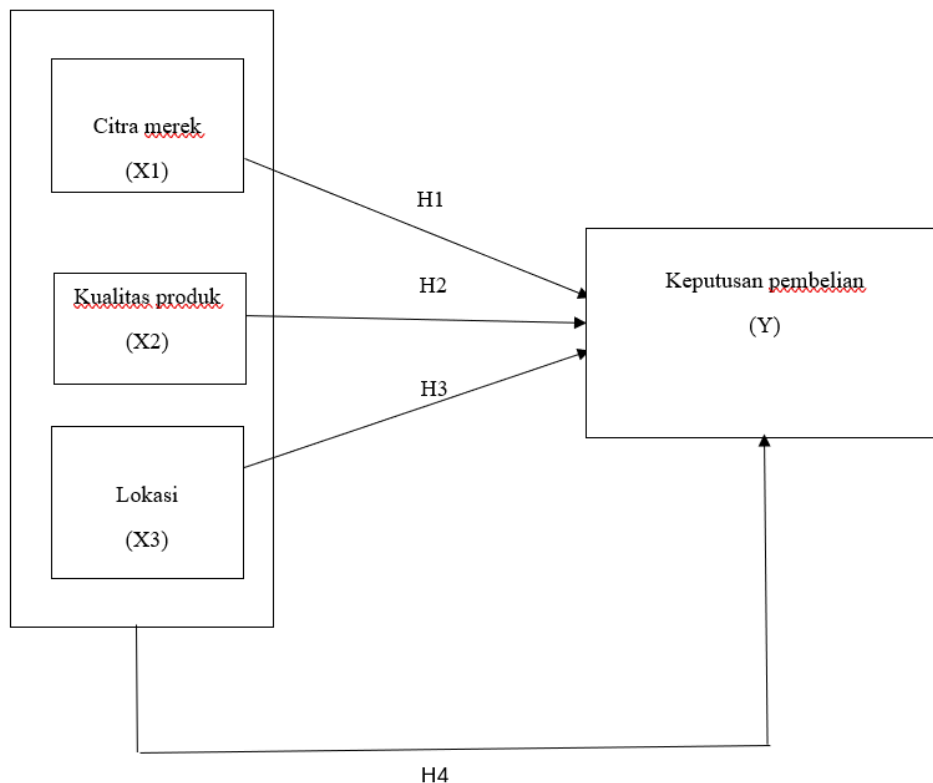 Citra merek
(X1)
H1
Kualitas produk
(X2)
H2
Keputusan pembelian
(Y)
H3
Lokasi
(X3)
H4